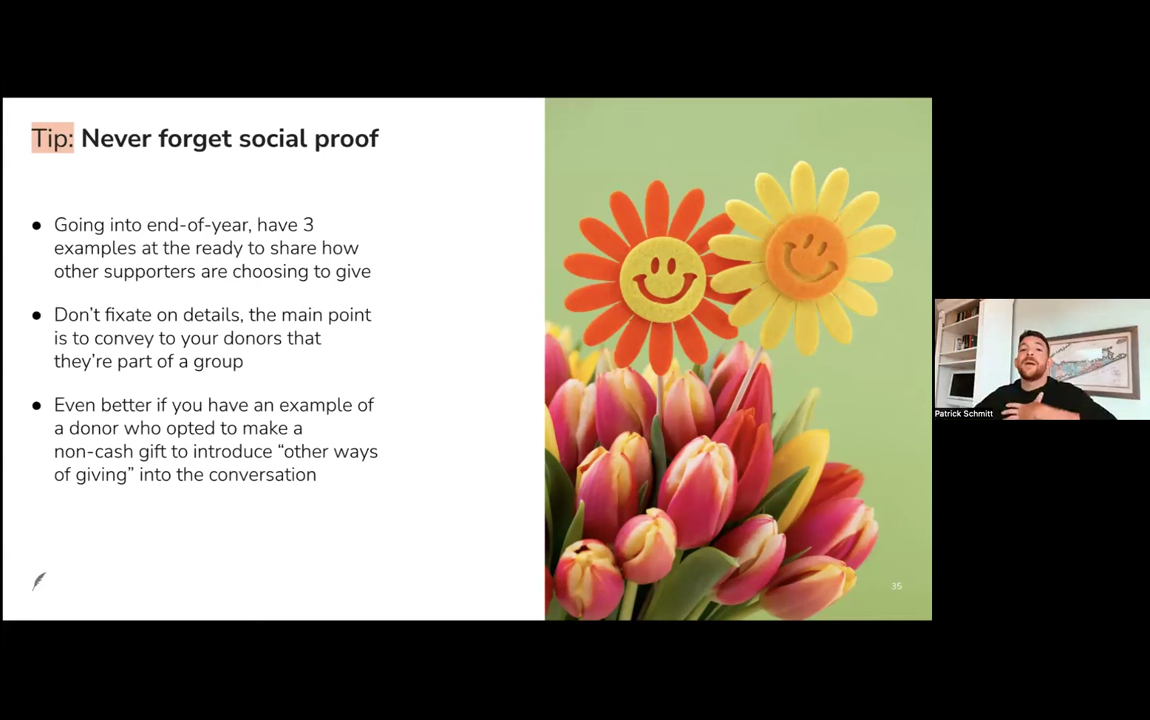 Tip: Never forget social proof
● Going into end-of-year, have 3
examples at the ready to share how
other supporters are choosing to give
● Don’t fixate on details, the main point
is to convey to your donors that
they’re part of a group
● Even better if you have an example of
a donor who opted to make a
non-cash gift to introduce “other ways
of giving” into the conversation
35
Patrick Schmitt